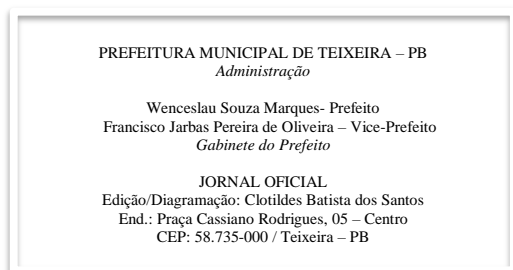 PREFEITURA MUNICIPAL DE TEIXEIRA – PB
Administração
Wenceslau Souza Marques- Prefeito
Francisco Jarbas Pereira de Oliveira – Vice-Prefeito
Gabinete do Prefeito
JORNAL OFICIAL
Edição/Diagramação: Clotildes Batista dos Santos
End.: Praça Cassiano Rodrigues, 05 – Centro
CEP: 58.735-000 / Teixeira – PB